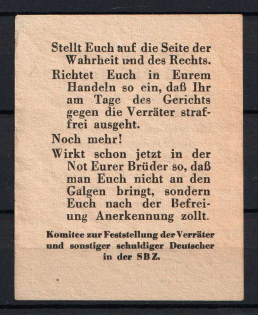 Stellt Euch auf die Seite der
Wahrheit und des Rechts.
Richtet Euch in Eurem
Handeln so ein, daß Ihr
am Tage des Gerichts
gegen die Verräter straf-
frei ausgeht.
Noch mehr!
Wirkt schon jetzt in der
Not Eurer Brüder so, daß
man Euch nicht an den
Galgen bringt, sondern
Euch nach der Befrei-
ung Anerkennung zollt.
Komitee zur Feststellung der Verräter
und sonstiger schuldiger Deutscher
in der SBZ.